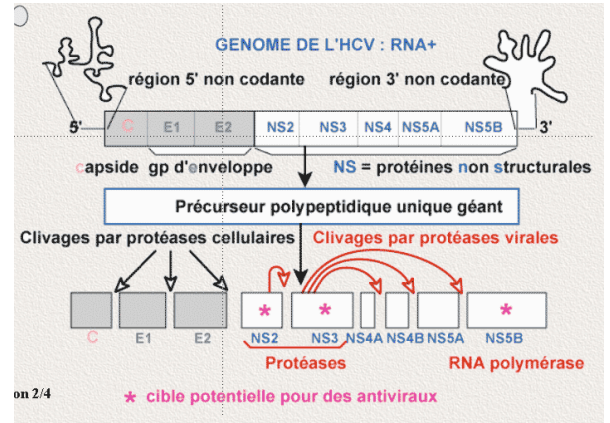 GENOME DE L'HCV : RNA+
région 5' non codante région 3' non codante
5' C E1 E2 NS2 NS3 NS4 NS5A NS5B 3'
capside gp d'enveloppe NS = protéines non structurales
Précurseur polypeptidique unique géant
Clivages par protéases cellulaires Clivages par protéases virales
* * *
C E1 E2 NS2 NS3 NS4A NS4B NS5A NS5B
Protéases RNA polymérase
on 2/4
* cible potentielle pour des antiviraux